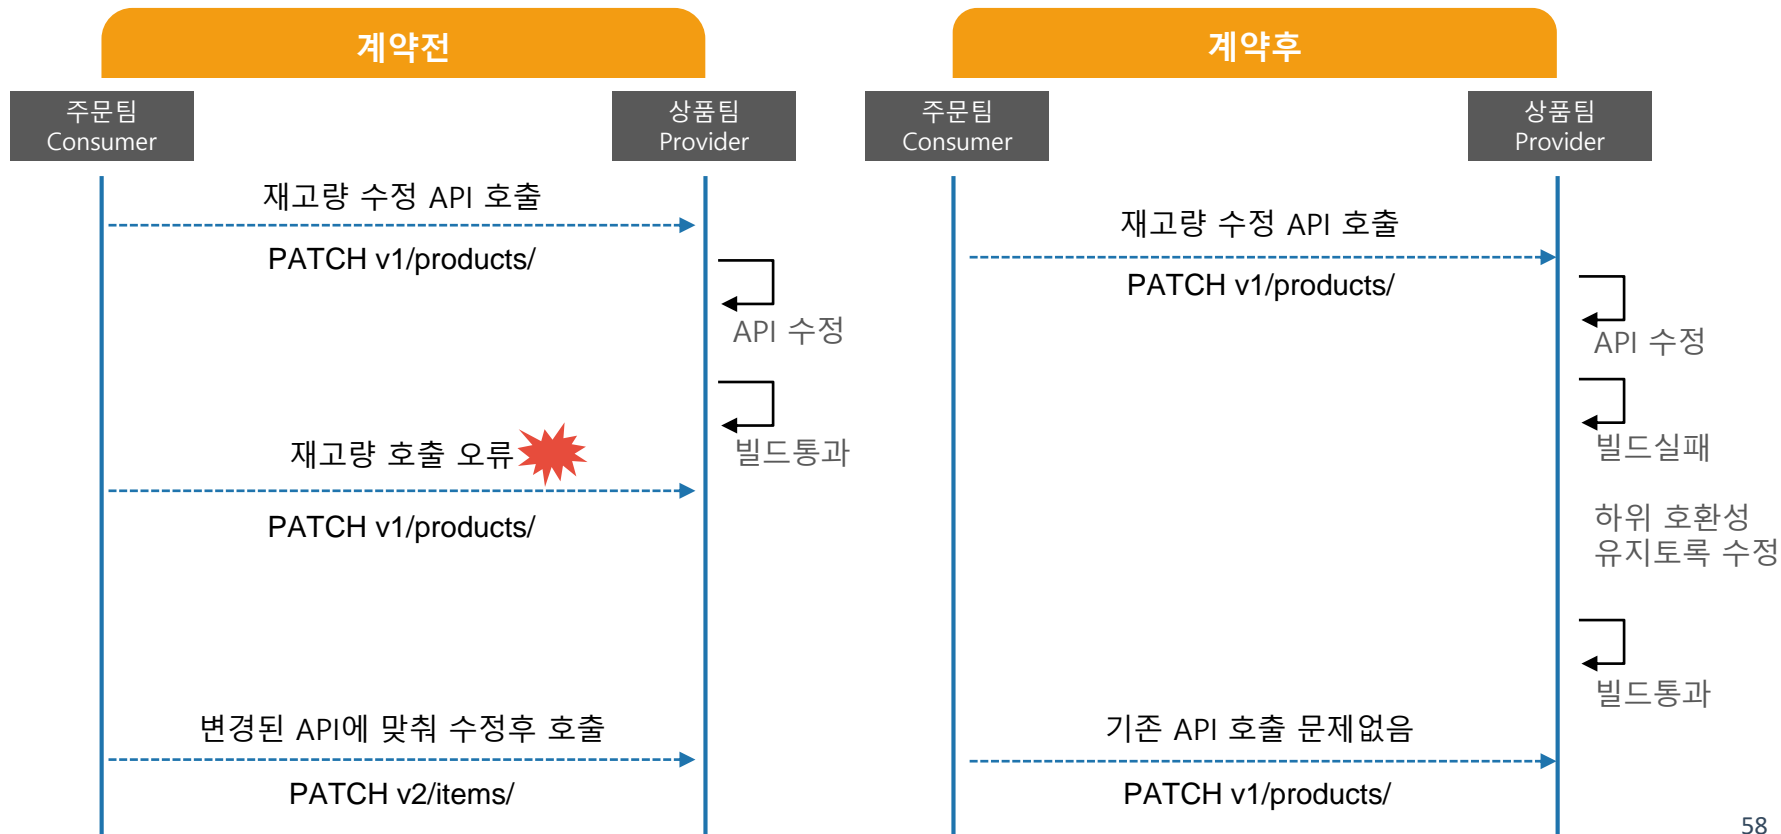 계약전
주문팀
Consumer
상품팀
Provider
재고량 수정 API 호출
PATCH v1/products/
API 수정
빌드통과
재고량 호출 오류
PATCH v1/products/
변경된 API에 맞춰 수정후 호출
PATCH v2/items/
계약후
주문팀
Consumer
상품팀
Provider
재고량 수정 API 호출
PATCH v1/products/
API 수정
빌드실패
하위 호환성
유지토록 수정
빌드통과
기존 API 호출 문제없음
PATCH v1/products/
58